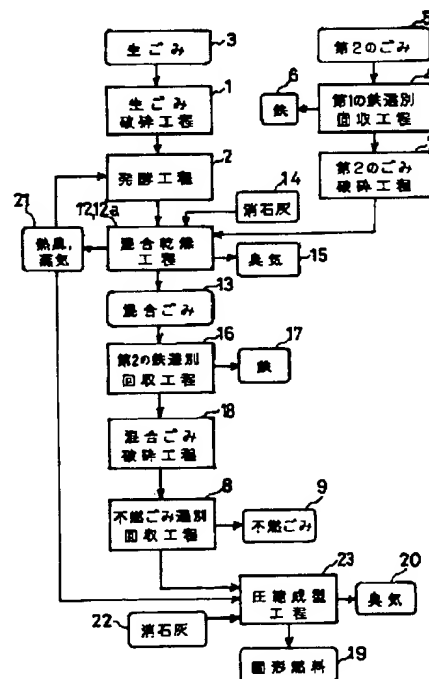 3
生ごみ
1
生ごみ
破砕工程
2
発酵工程
5
第2のごみ
4
第1の鉄選別
回収工程
6
鉄
第2のごみ
破砕工程
14
消石灰
12,12a
混合乾燥
工程
21
熱風,
蒸気
15
臭気
13
混合ごみ
16
第2の鉄選別
回収工程
17
鉄
18
混合ごみ
破砕工程
8
不燃ごみ選別
回収工程
9
不燃ごみ
23
圧縮成型
工程
20
臭気
22
消石灰
19
固形燃料